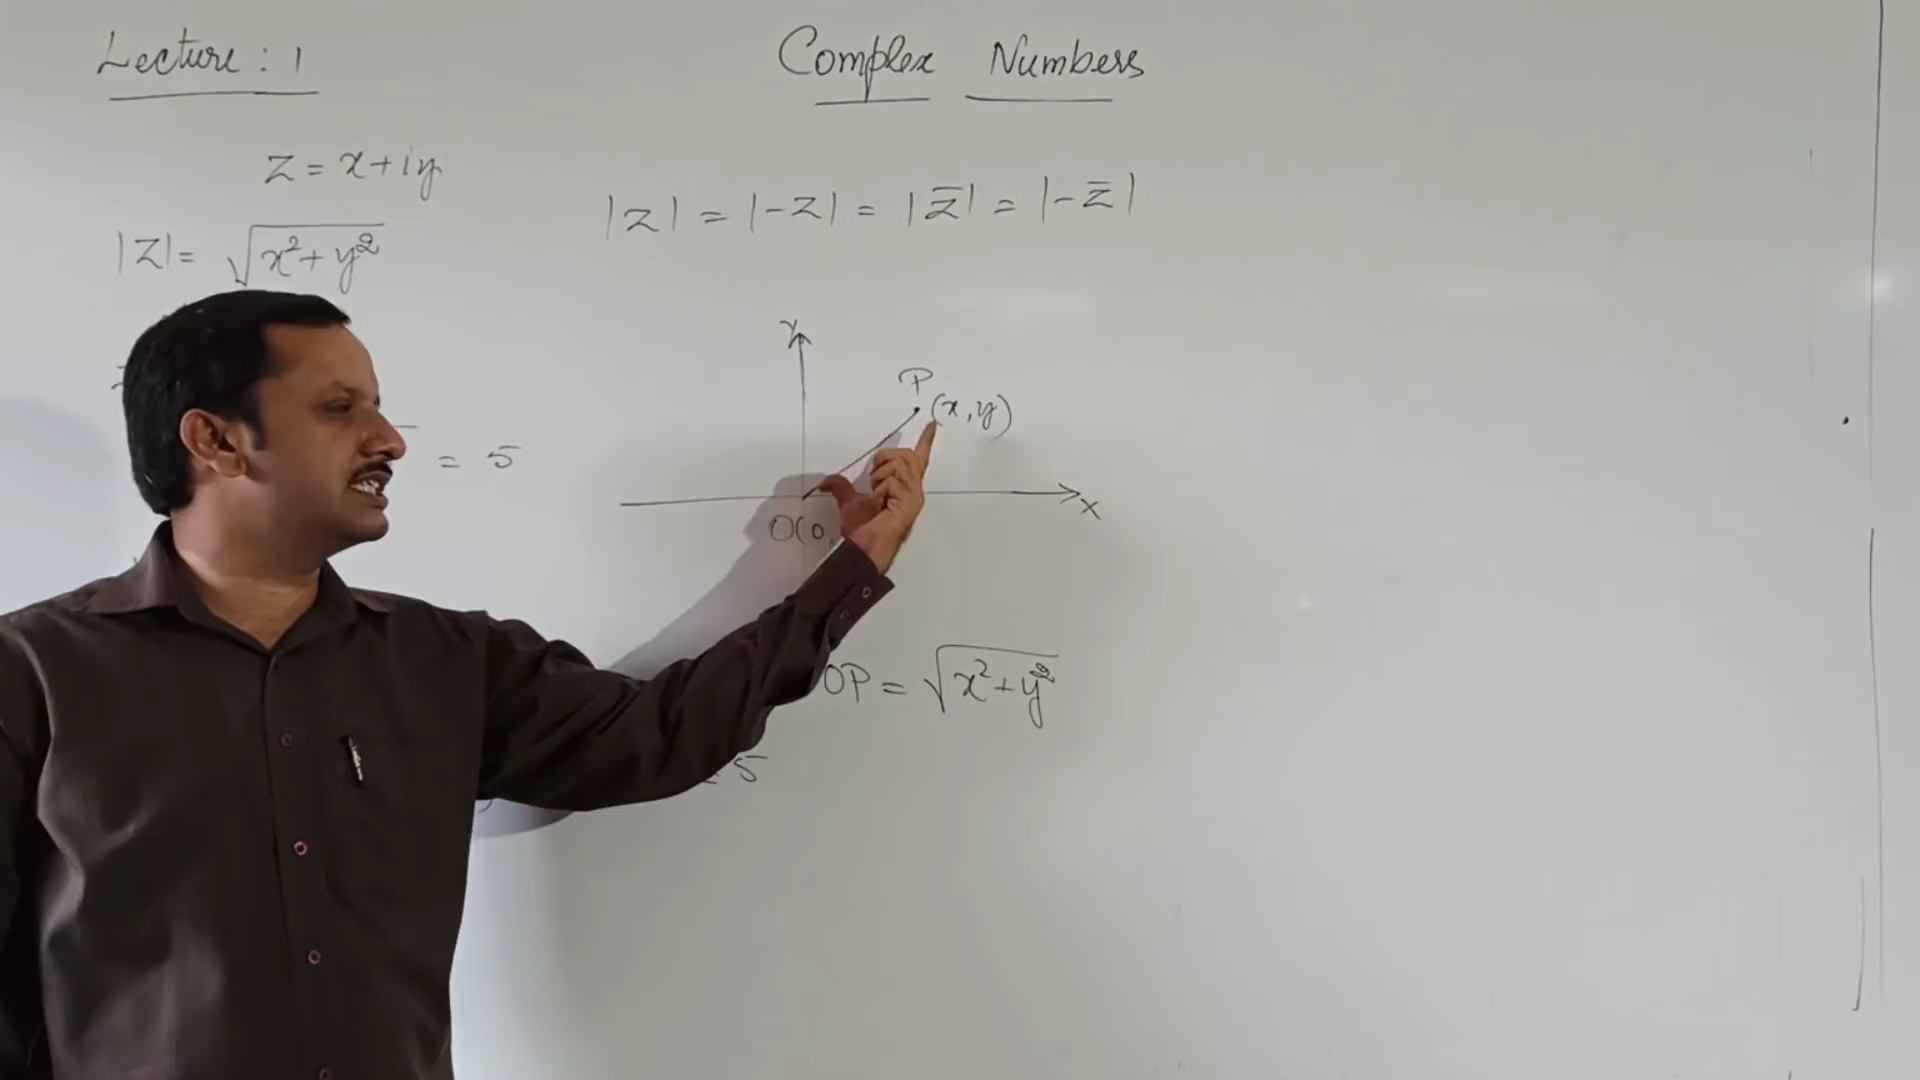 Lecture : 1
Complex Numbers
z = x + iy
|z| = √(x² + y²)
|z| = |-z| = |z̄| = |-z̄|
Y
P
(x, y)
= 5
X
O(0,
OP = √(x² + y²)
= 5